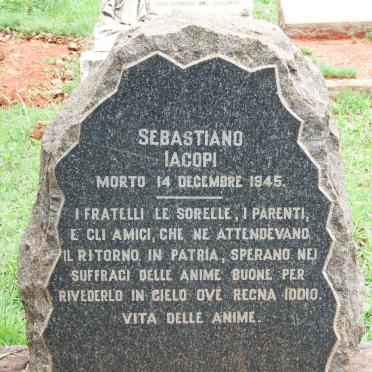 SEBASTIANO
IACOPI
MORTO 14 DECEMBRE 1945.
I FRATELLI LE SORELLE, I PARENTI,
E GLI AMICI, CHE NE ATTENDEVANO
IL RITORNO, IN PATRIA, SPERANO NEI
SUFFRAGI DELLE ANIME BUONE PER
RIVEDERLO IN CIELO OVE REGNA IDDIO.
VITA DELLE ANIME.